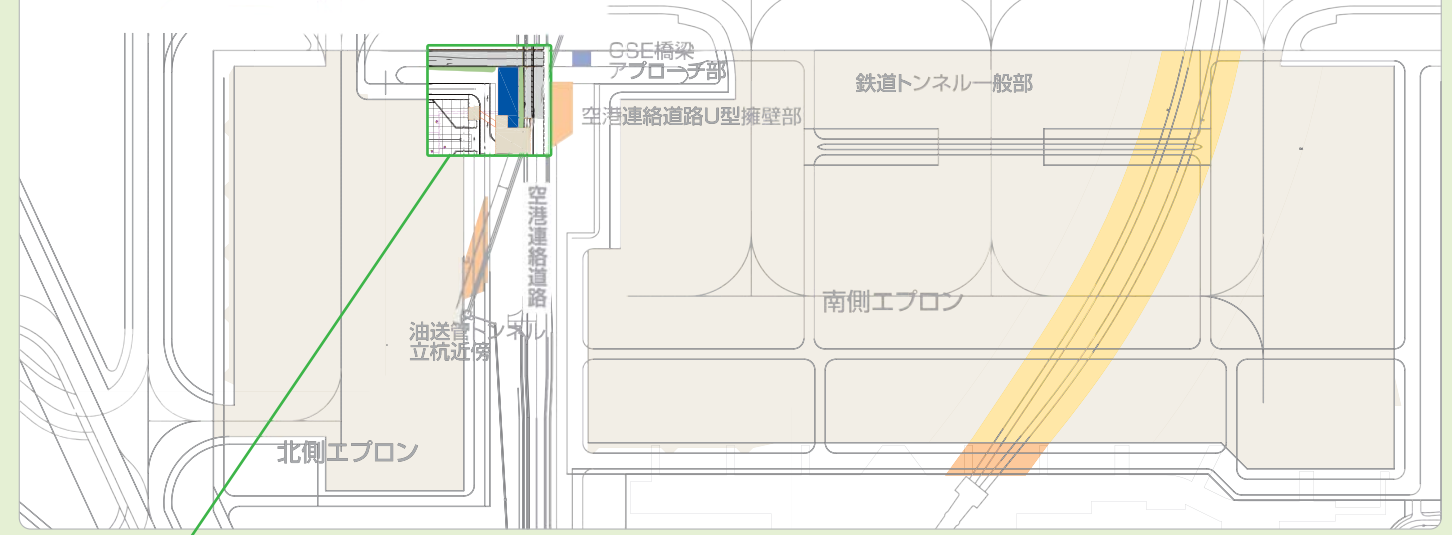 GSE橋梁
アプローチ部
鉄道トンネル一般部
空港連絡道路U型擁壁部
空港連絡道路
南側エプロン
油送管トンネル
立杭近傍
北側エプロン